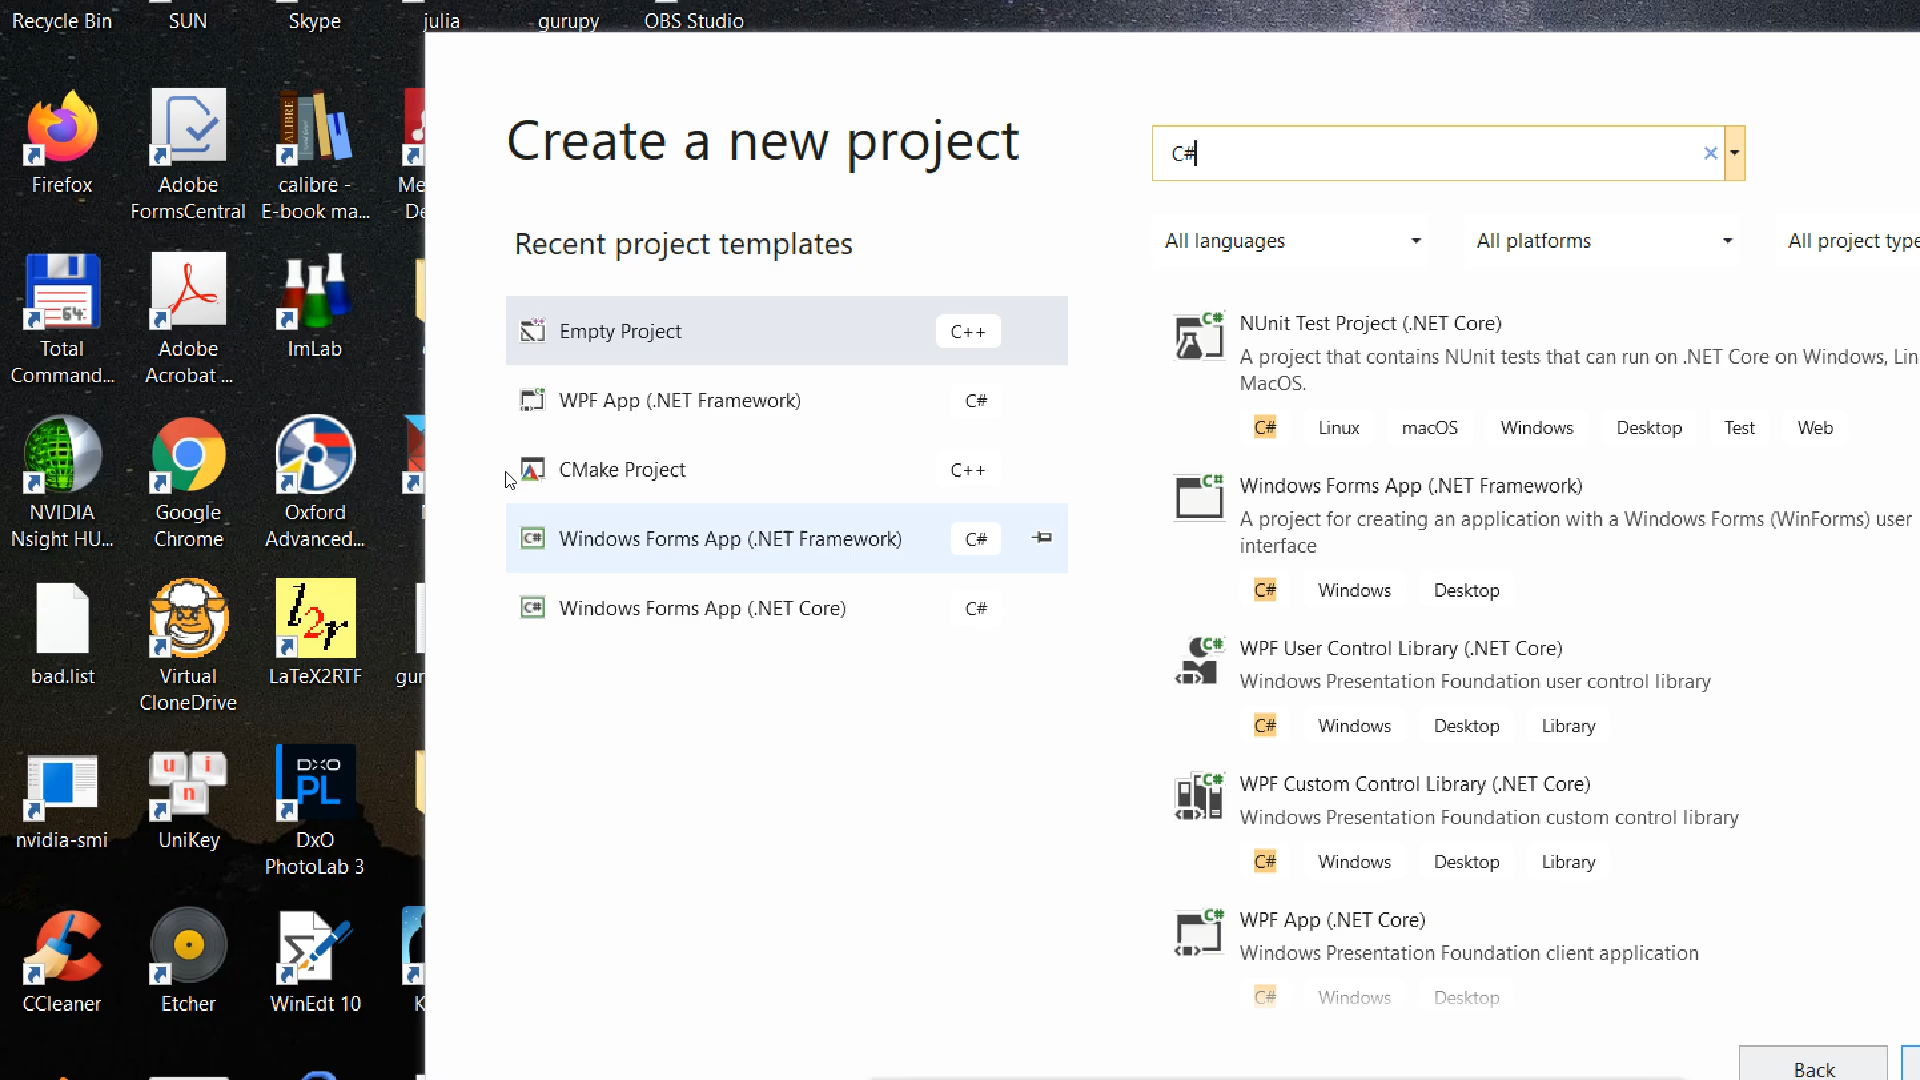 Recycle Bin
SUN
Skype
julia
gurupy
OBS Studio
Firefox
Adobe
FormsCentral
CALIBRE
calibre -
E-book ma...
Me
De
64
Total
Command...
Adobe
Acrobat ...
ImLab
NVIDIA
Nsight HU...
Google
Chrome
Oxford
Advanced...
bad.list
Virtual
CloneDrive
l2r
LaTeX2RTF
gur
nvidia-smi
u i
n
UniKey
DXO
PL
DxO
PhotoLab 3
CCleaner
Etcher
WinEdt 10
K
Create a new project
Recent project templates
Empty Project
C++
WPF App (.NET Framework)
C#
CMake Project
C++
C# Windows Forms App (.NET Framework)
C#
C# Windows Forms App (.NET Core)
C#
C#
All languages
All platforms
All project type
C#
NUnit Test Project (.NET Core)
A project that contains NUnit tests that can run on .NET Core on Windows, Lin
MacOS.
C# Linux macOS Windows Desktop Test Web
C#
Windows Forms App (.NET Framework)
A project for creating an application with a Windows Forms (WinForms) user
interface
C# Windows Desktop
C#
WPF User Control Library (.NET Core)
Windows Presentation Foundation user control library
C# Windows Desktop Library
C#
WPF Custom Control Library (.NET Core)
Windows Presentation Foundation custom control library
C# Windows Desktop Library
C#
WPF App (.NET Core)
Windows Presentation Foundation client application
C# Windows Desktop
Back